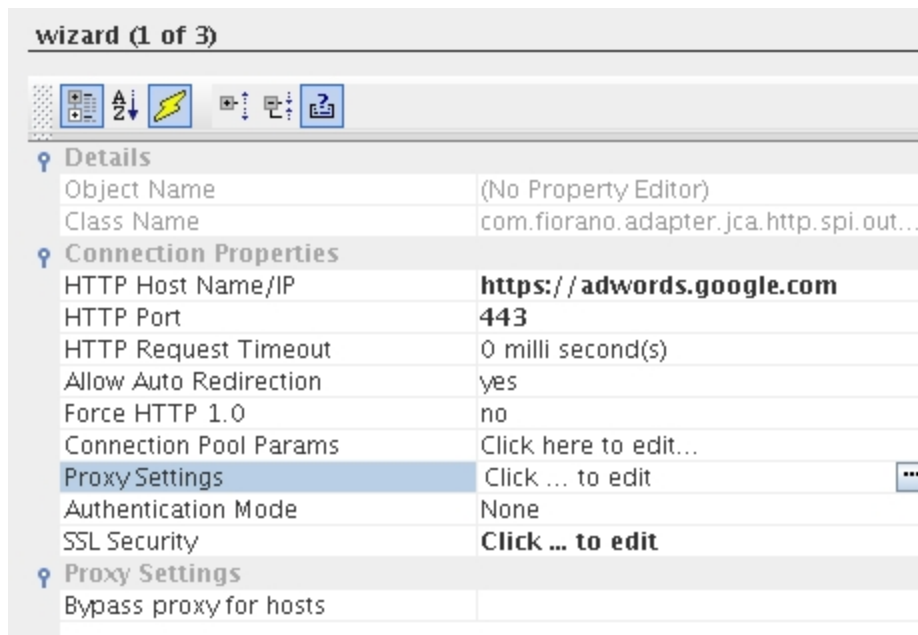 wizard (1 of 3)
Details
Object Name (No Property Editor)
Class Name com.fiorano.adapter.jca.http.spi.out...
Connection Properties
HTTP Host Name/IP https://adwords.google.com
HTTP Port 443
HTTP Request Timeout 0 milli second(s)
Allow Auto Redirection yes
Force HTTP 1.0 no
Connection Pool Params Click here to edit...
Proxy Settings Click ... to edit ...
Authentication Mode None
SSL Security Click ... to edit
Proxy Settings
Bypass proxy for hosts